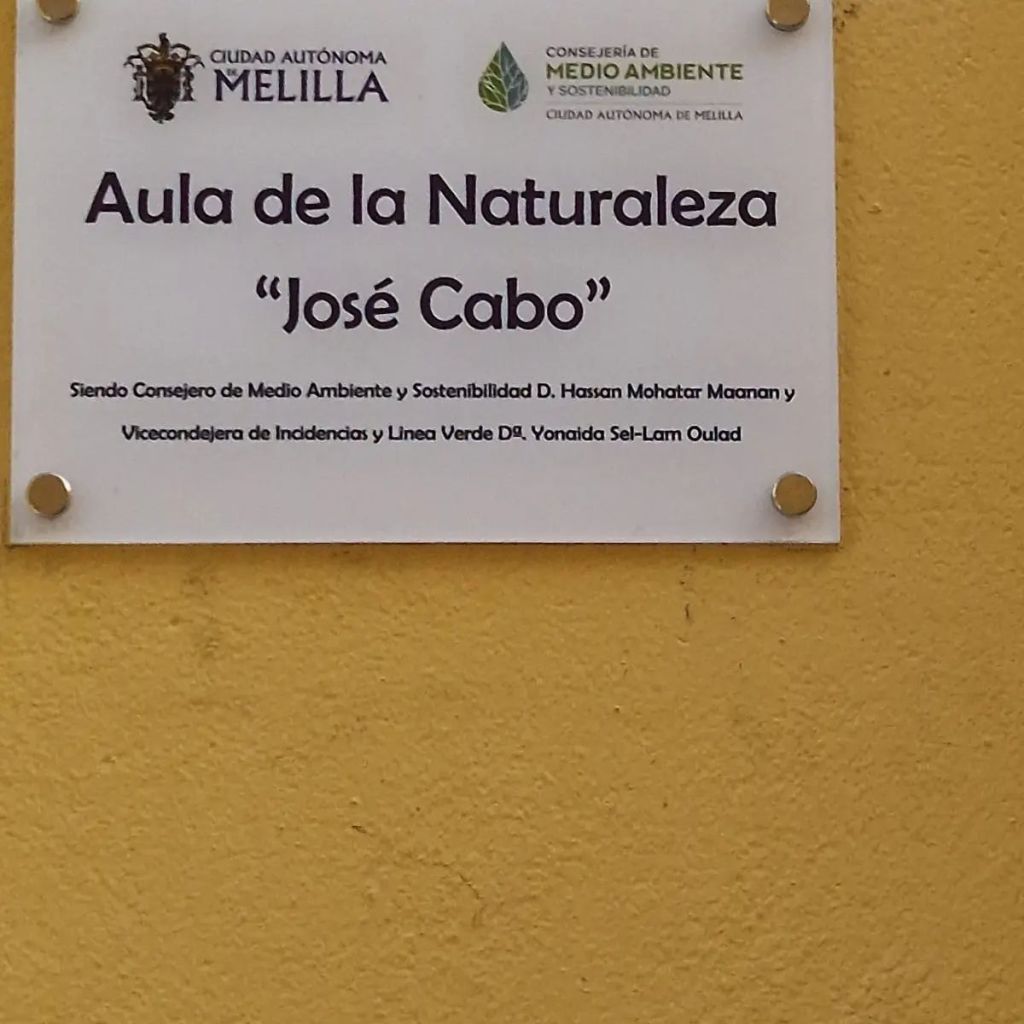 CIUDAD AUTÓNOMA
DE MELILLA
CONSEJERÍA DE
MEDIO AMBIENTE
Y SOSTENIBILIDAD
CIUDAD AUTÓNOMA DE MELILLA
Aula de la Naturaleza
“José Cabo”
Siendo Consejero de Medio Ambiente y Sostenibilidad D. Hassan Mohatar Maanan y
Vicecondejera de Incidencias y Linea Verde Dª. Yonaida Sel-Lam Oulad